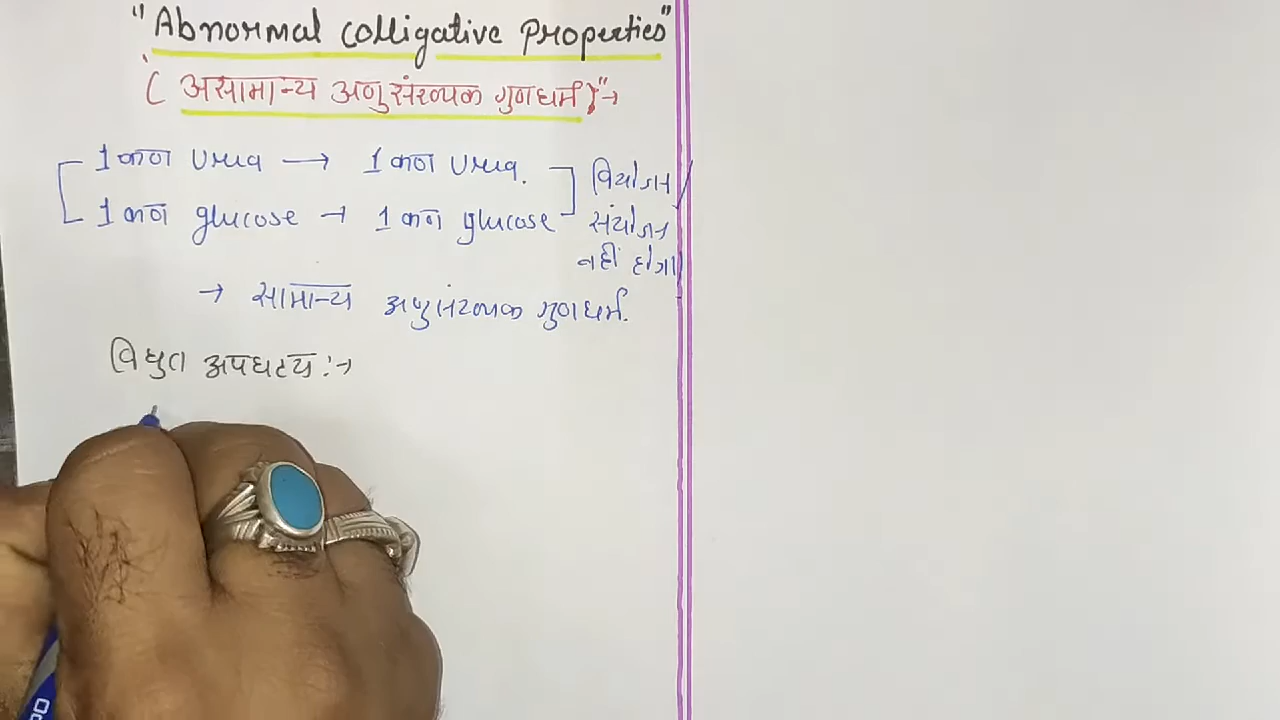 "Abnormal Colligative Properties"
( असामान्य अणुसंख्यक गुणधर्म)" →
1 कण Urea → 1 कण Urea. वियोजन /
1 कण glucose → 1 कण glucose संयोजन
नहीं होगा
→ सामान्य अणुसंख्यक गुणधर्म.
विधुत अपघटय :→